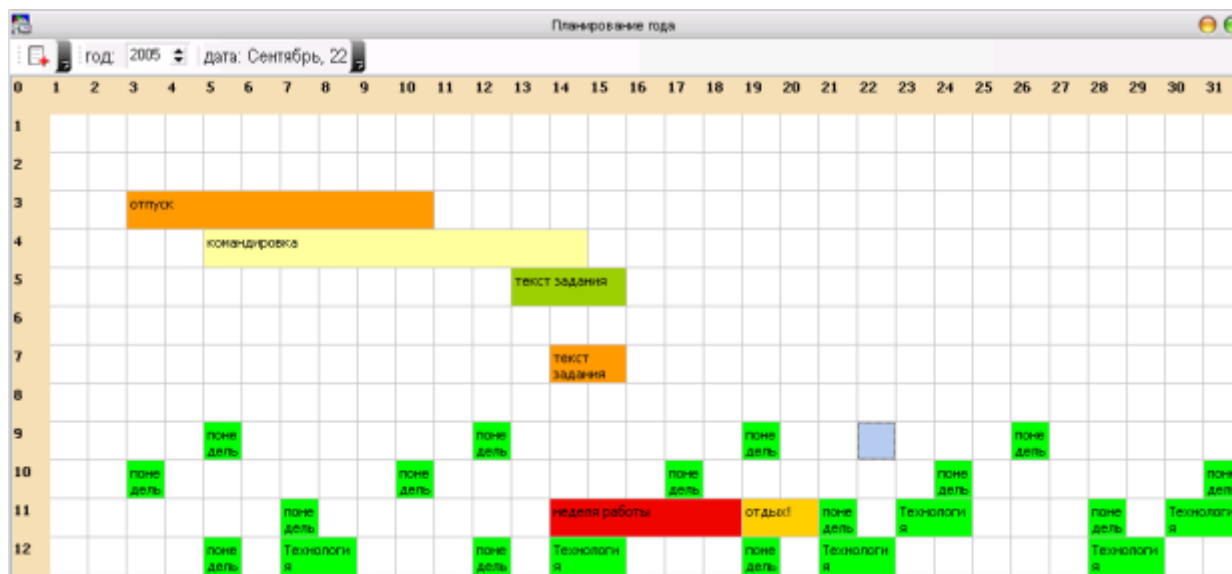 Планирование года
год: 2005 дата: Сентябрь, 22
0 1 2 3 4 5 6 7 8 9 10 11 12 13 14 15 16 17 18 19 20 21 22 23 24 25 26 27 28 29 30 31
1
2
3 отпуск
4 командировка
5 текст задания
6
7 текст
задания
8
9 поне поне поне поне
дель дель дель дель
10 поне поне поне поне поне
дель дель дель дель дель
11 поне неделя работы отдых! поне Технологи поне Технологи
дель дель я дель я
12 поне Технологи поне Технологи поне Технологи Технологи
дель я дель я дель я я